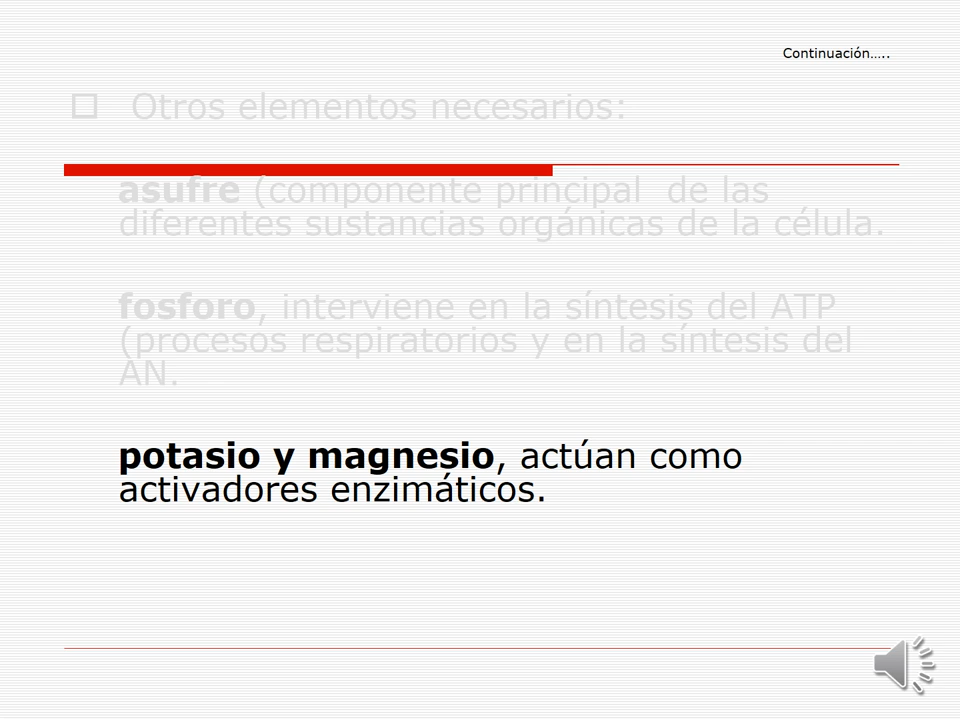 Continuación…..
Otros elementos necesarios:
asufre (componente principal de las
diferentes sustancias orgánicas de la célula.
fosforo, interviene en la síntesis del ATP
(procesos respiratorios y en la síntesis del
AN.
potasio y magnesio, actúan como
activadores enzimáticos.